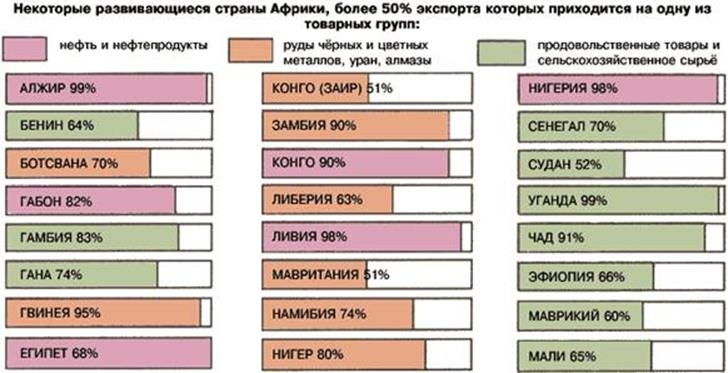 Некоторые развивающиеся страны Африки, более 50% экспорта которых приходится на одну из
товарных групп:
нефть и нефтепродукты
руды чёрных и цветных
металлов, уран, алмазы
продовольственные товары и
сельскохозяйственное сырьё
АЛЖИР 99%
БЕНИН 64%
БОТСВАНА 70%
ГАБОН 82%
ГАМБИЯ 83%
ГАНА 74%
ГВИНЕЯ 95%
ЕГИПЕТ 68%
КОНГО (ЗАИР) 51%
ЗАМБИЯ 90%
КОНГО 90%
ЛИБЕРИЯ 63%
ЛИВИЯ 98%
МАВРИТАНИЯ 51%
НАМИБИЯ 74%
НИГЕР 80%
НИГЕРИЯ 98%
СЕНЕГАЛ 70%
СУДАН 52%
УГАНДА 99%
ЧАД 91%
ЭФИОПИЯ 66%
МАВРИКИЙ 60%
МАЛИ 65%